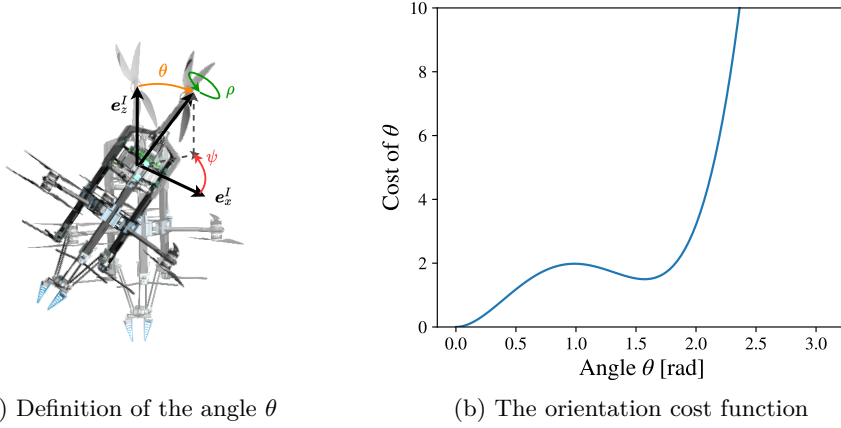 θ
ρ
e_z^I
ψ
e_x^I
) Definition of the angle θ
10
8
6
4
2
0
Cost of θ
0.0 0.5 1.0 1.5 2.0 2.5 3.0
Angle θ [rad]
(b) The orientation cost function